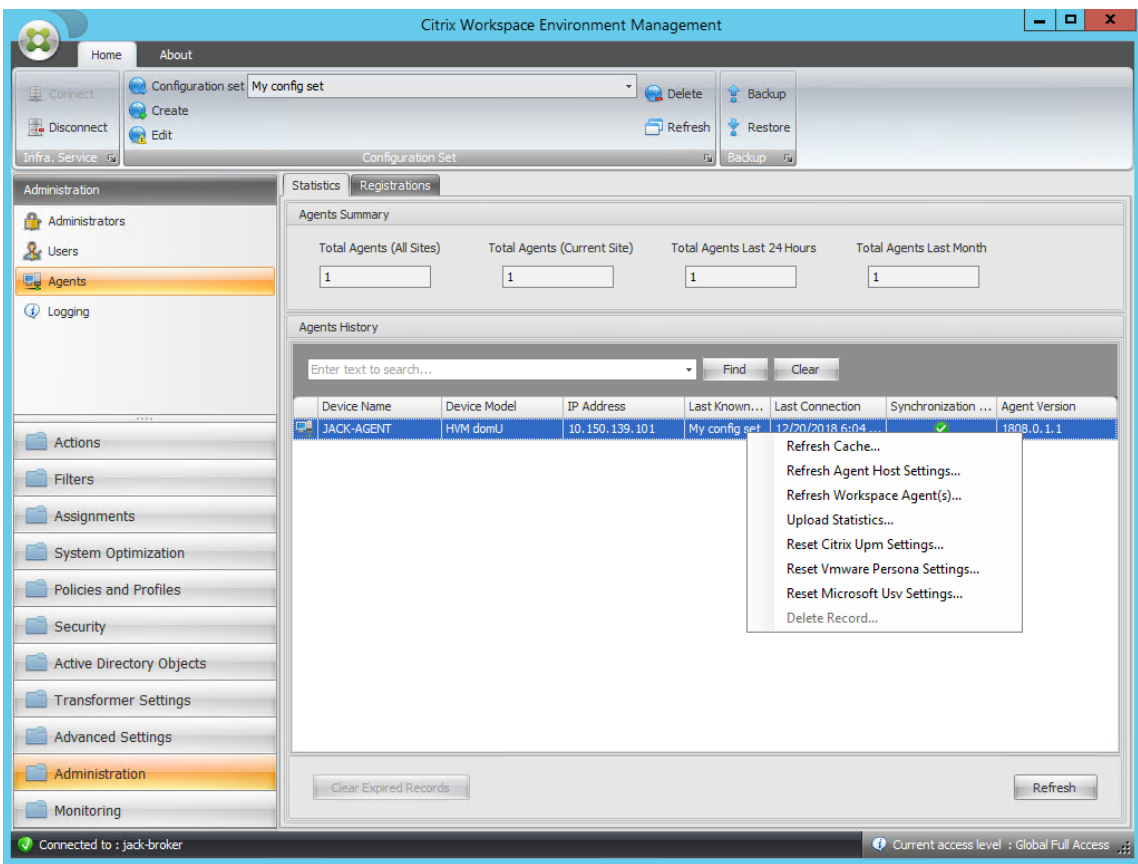 Citrix Workspace Environment Management
Home About
Connect
Disconnect
Infra. Service
Configuration set My config set
Create
Edit
Delete
Refresh
Configuration Set
Backup
Restore
Backup
Administration
Administrators
Users
Agents
Logging
Actions
Filters
Assignments
System Optimization
Policies and Profiles
Security
Active Directory Objects
Transformer Settings
Advanced Settings
Administration
Monitoring
Statistics Registrations
Agents Summary
Total Agents (All Sites) Total Agents (Current Site) Total Agents Last 24 Hours Total Agents Last Month
1 1 1 1
Agents History
Enter text to search... Find Clear
Device Name Device Model IP Address Last Known... Last Connection Synchronization ... Agent Version
JACK-AGENT HVM domU 10.150.139.101 My config set 12/20/2018 6:04 ... 1808.0.1.1
Refresh Cache...
Refresh Agent Host Settings...
Refresh Workspace Agent(s)...
Upload Statistics...
Reset Citrix Upm Settings...
Reset Vmware Persona Settings...
Reset Microsoft Usv Settings...
Delete Record...
Clear Expired Records Refresh
Connected to : jack-broker Current access level : Global Full Access